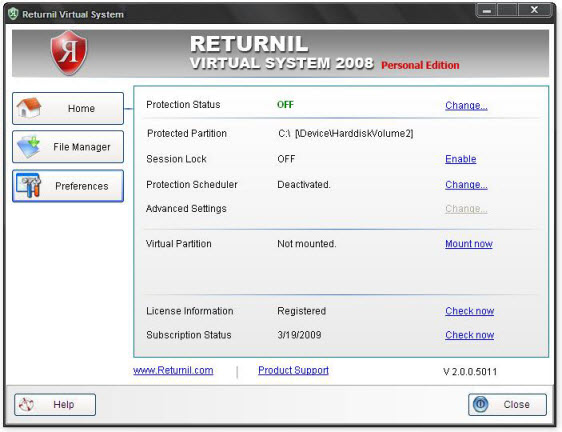 Returnil Virtual System
RETURNIL
VIRTUAL SYSTEM 2008 Personal Edition
Home
File Manager
Preferences
Protection Status OFF Change...
Protected Partition C:\ [\Device\HarddiskVolume2]
Session Lock OFF Enable
Protection Scheduler Deactivated. Change...
Advanced Settings Change...
Virtual Partition Not mounted. Mount now
License Information Registered Check now
Subscription Status 3/19/2009 Check now
www.Returnil.com | Product Support V 2.0.0.5011
Help Close